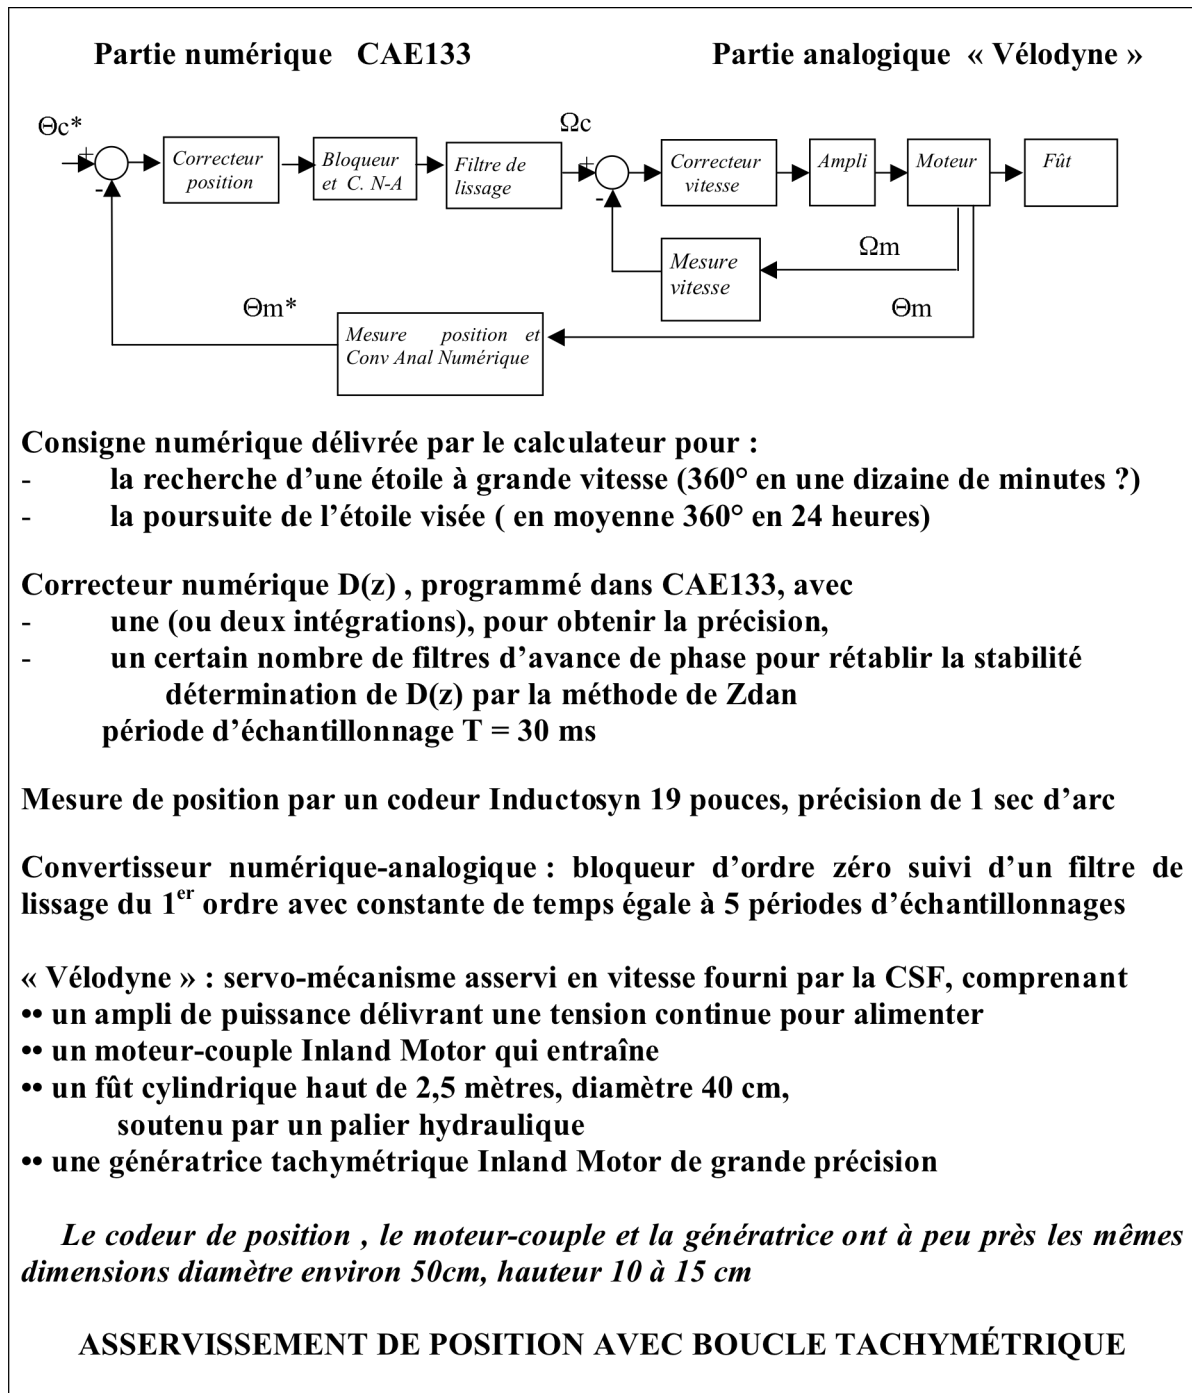 Partie numérique CAE133 Partie analogique « Vélodyne »
Θc* Ωc
+ - Correcteur position
Bloqueur et C. N-A
Filtre de lissage
+ - Correcteur vitesse
Ampli
Moteur
Fût
Mesure vitesse
Ωm
Θm* Θm
Mesure position et
Conv Anal Numérique
Consigne numérique délivrée par le calculateur pour :
- la recherche d’une étoile à grande vitesse (360° en une dizaine de minutes ?)
- la poursuite de l’étoile visée ( en moyenne 360° en 24 heures)
Correcteur numérique D(z) , programmé dans CAE133, avec
- une (ou deux intégrations), pour obtenir la précision,
- un certain nombre de filtres d’avance de phase pour rétablir la stabilité
détermination de D(z) par la méthode de Zdan
période d’échantillonnage T = 30 ms
Mesure de position par un codeur Inductosyn 19 pouces, précision de 1 sec d’arc
Convertisseur numérique-analogique : bloqueur d’ordre zéro suivi d’un filtre de
lissage du 1er ordre avec constante de temps égale à 5 périodes d’échantillonnages
« Vélodyne » : servo-mécanisme asservi en vitesse fourni par la CSF, comprenant
•• un ampli de puissance délivrant une tension continue pour alimenter
•• un moteur-couple Inland Motor qui entraîne
•• un fût cylindrique haut de 2,5 mètres, diamètre 40 cm,
soutenu par un palier hydraulique
•• une génératrice tachymétrique Inland Motor de grande précision
Le codeur de position , le moteur-couple et la génératrice ont à peu près les mêmes
dimensions diamètre environ 50cm, hauteur 10 à 15 cm
ASSERVISSEMENT DE POSITION AVEC BOUCLE TACHYMÉTRIQUE